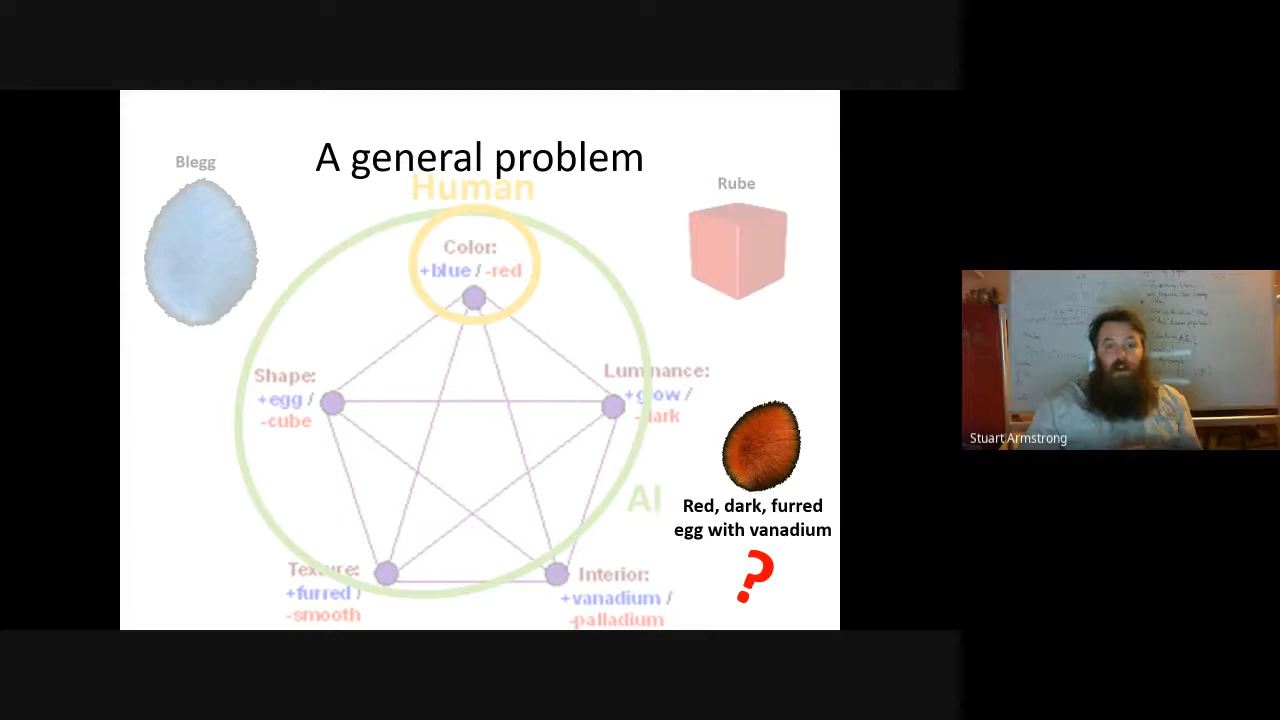 A general problem
Blegg
Human
Rube
Color:
+blue / -red
Shape:
+egg /
-cube
Luminance:
+glow /
-dark
AI
Red, dark, furred
egg with vanadium
?
Texture:
+furred /
-smooth
Interior:
+vanadium /
-palladium
Stuart Armstrong